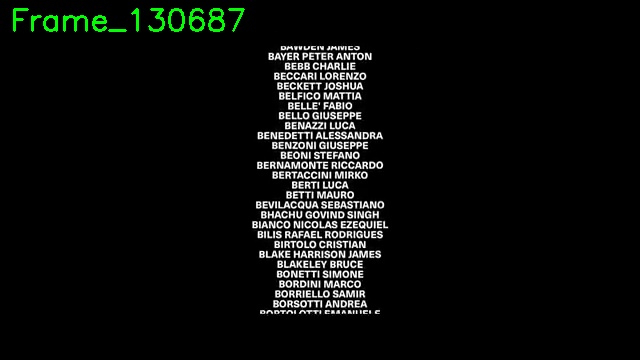 Frame_130687
BAWDEN JAMES
BAYER PETER ANTON
BEBB CHARLIE
BECCARI LORENZO
BECKETT JOSHUA
BELFICO MATTIA
BELLE' FABIO
BELLO GIUSEPPE
BENAZZI LUCA
BENEDETTI ALESSANDRA
BENZONI GIUSEPPE
BEONI STEFANO
BERNAMONTE RICCARDO
BERTACCINI MIRKO
BERTI LUCA
BETTI MAURO
BEVILACQUA SEBASTIANO
BHACHU GOVIND SINGH
BIANCO NICOLAS EZEQUIEL
BILIS RAFAEL RODRIGUES
BIRTOLO CRISTIAN
BLAKE HARRISON JAMES
BLAKELEY BRUCE
BONETTI SIMONE
BORDINI MARCO
BORRIELLO SAMIR
BORSOTTI ANDREA
BORTOLOTTI EMANUELE